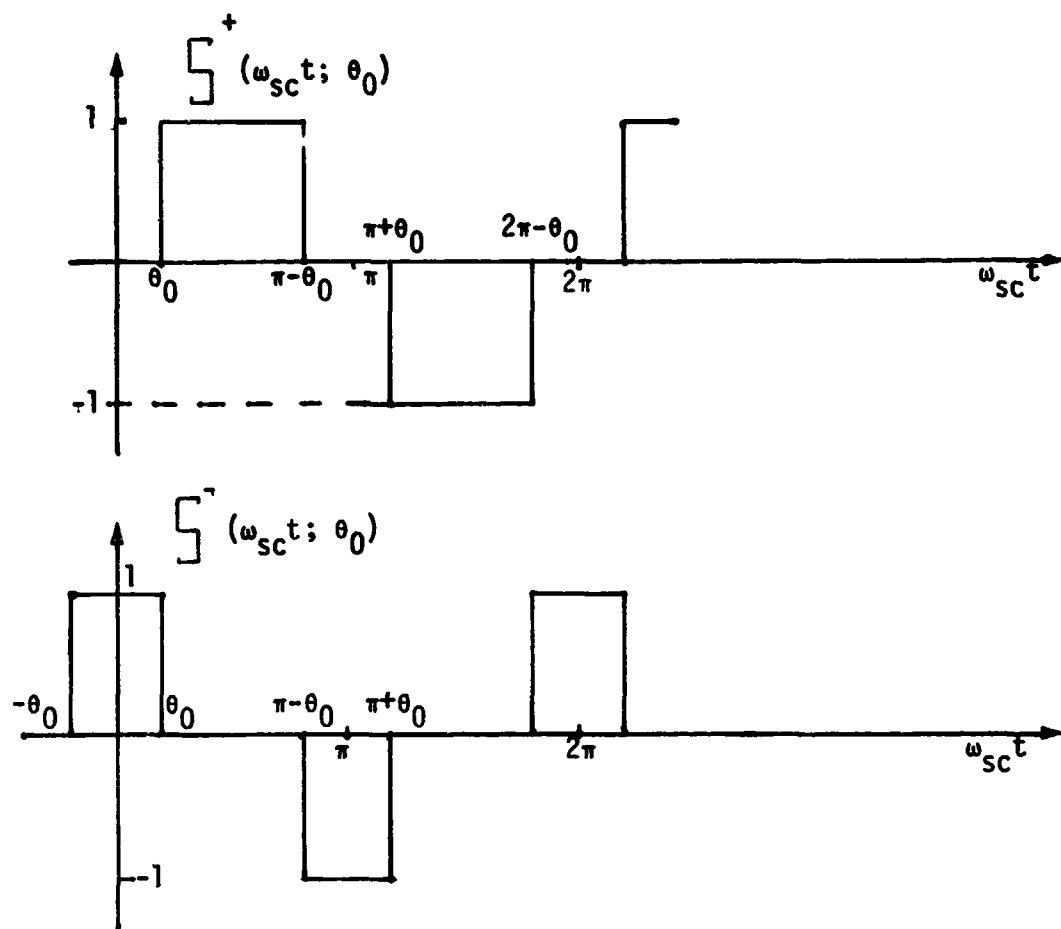 S⁺ (ω_sc t; θ₀)
1
π+θ₀ 2π-θ₀
θ₀ π-θ₀ π 2π ω_sc t
-1
S⁻ (ω_sc t; θ₀)
1
-θ₀ θ₀ π-θ₀ π+θ₀
π 2π ω_sc t
-1